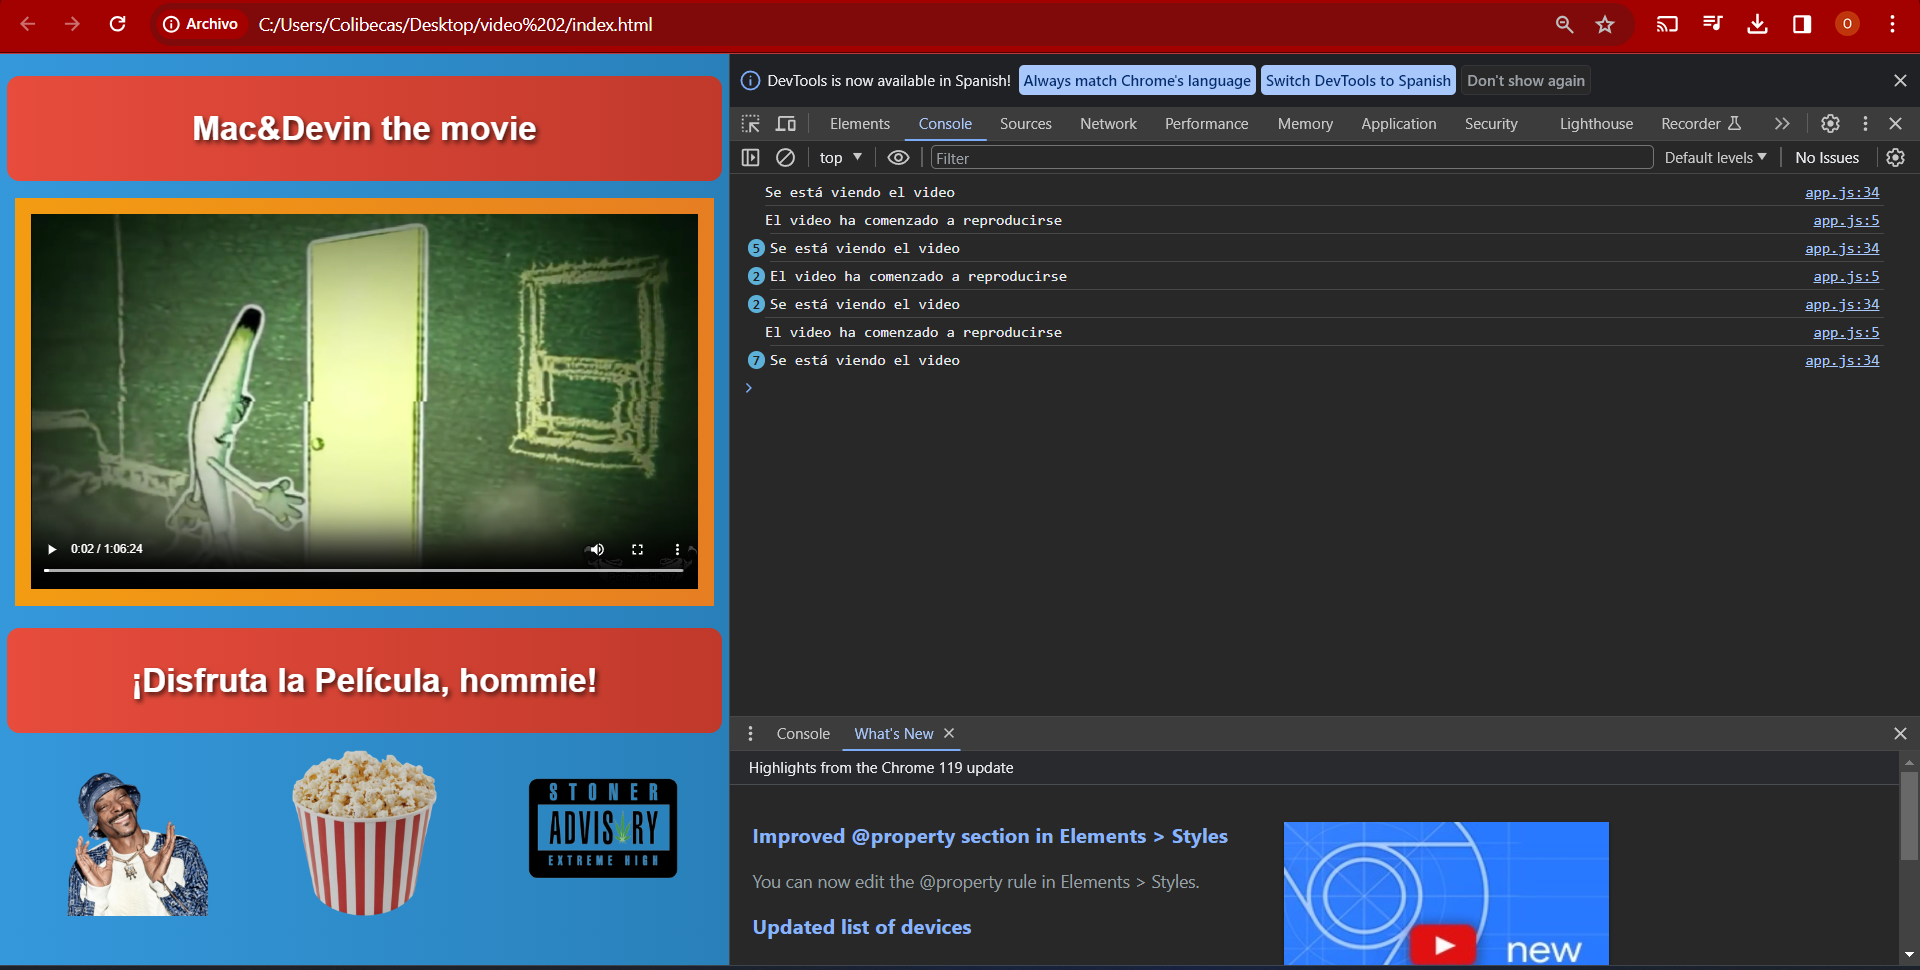 Archivo C:/Users/Colibecas/Desktop/video%202/index.html O
Mac&Devin the movie
0:02 / 1:06:24
¡Disfruta la Película, hommie!
STONER
ADVISRY
EXTREME HIGH
DevTools is now available in Spanish! Always match Chrome's language Switch DevTools to Spanish Don't show again
Elements Console Sources Network Performance Memory Application Security Lighthouse Recorder
top Filter Default levels No Issues
Se está viendo el video app.js:34
El video ha comenzado a reproducirse app.js:5
5 Se está viendo el video app.js:34
2 El video ha comenzado a reproducirse app.js:5
2 Se está viendo el video app.js:34
El video ha comenzado a reproducirse app.js:5
7 Se está viendo el video app.js:34
Console What's New
Highlights from the Chrome 119 update
Improved @property section in Elements > Styles
You can now edit the @property rule in Elements > Styles.
Updated list of devices
new